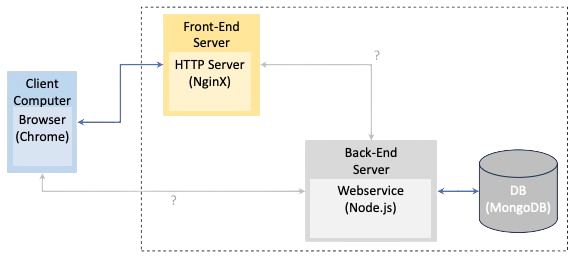 Front-End
Server
HTTP Server
(NginX)
?
Client
Computer
Browser
(Chrome)
Back-End
Server
Webservice
(Node.js)
DB
(MongoDB)
?